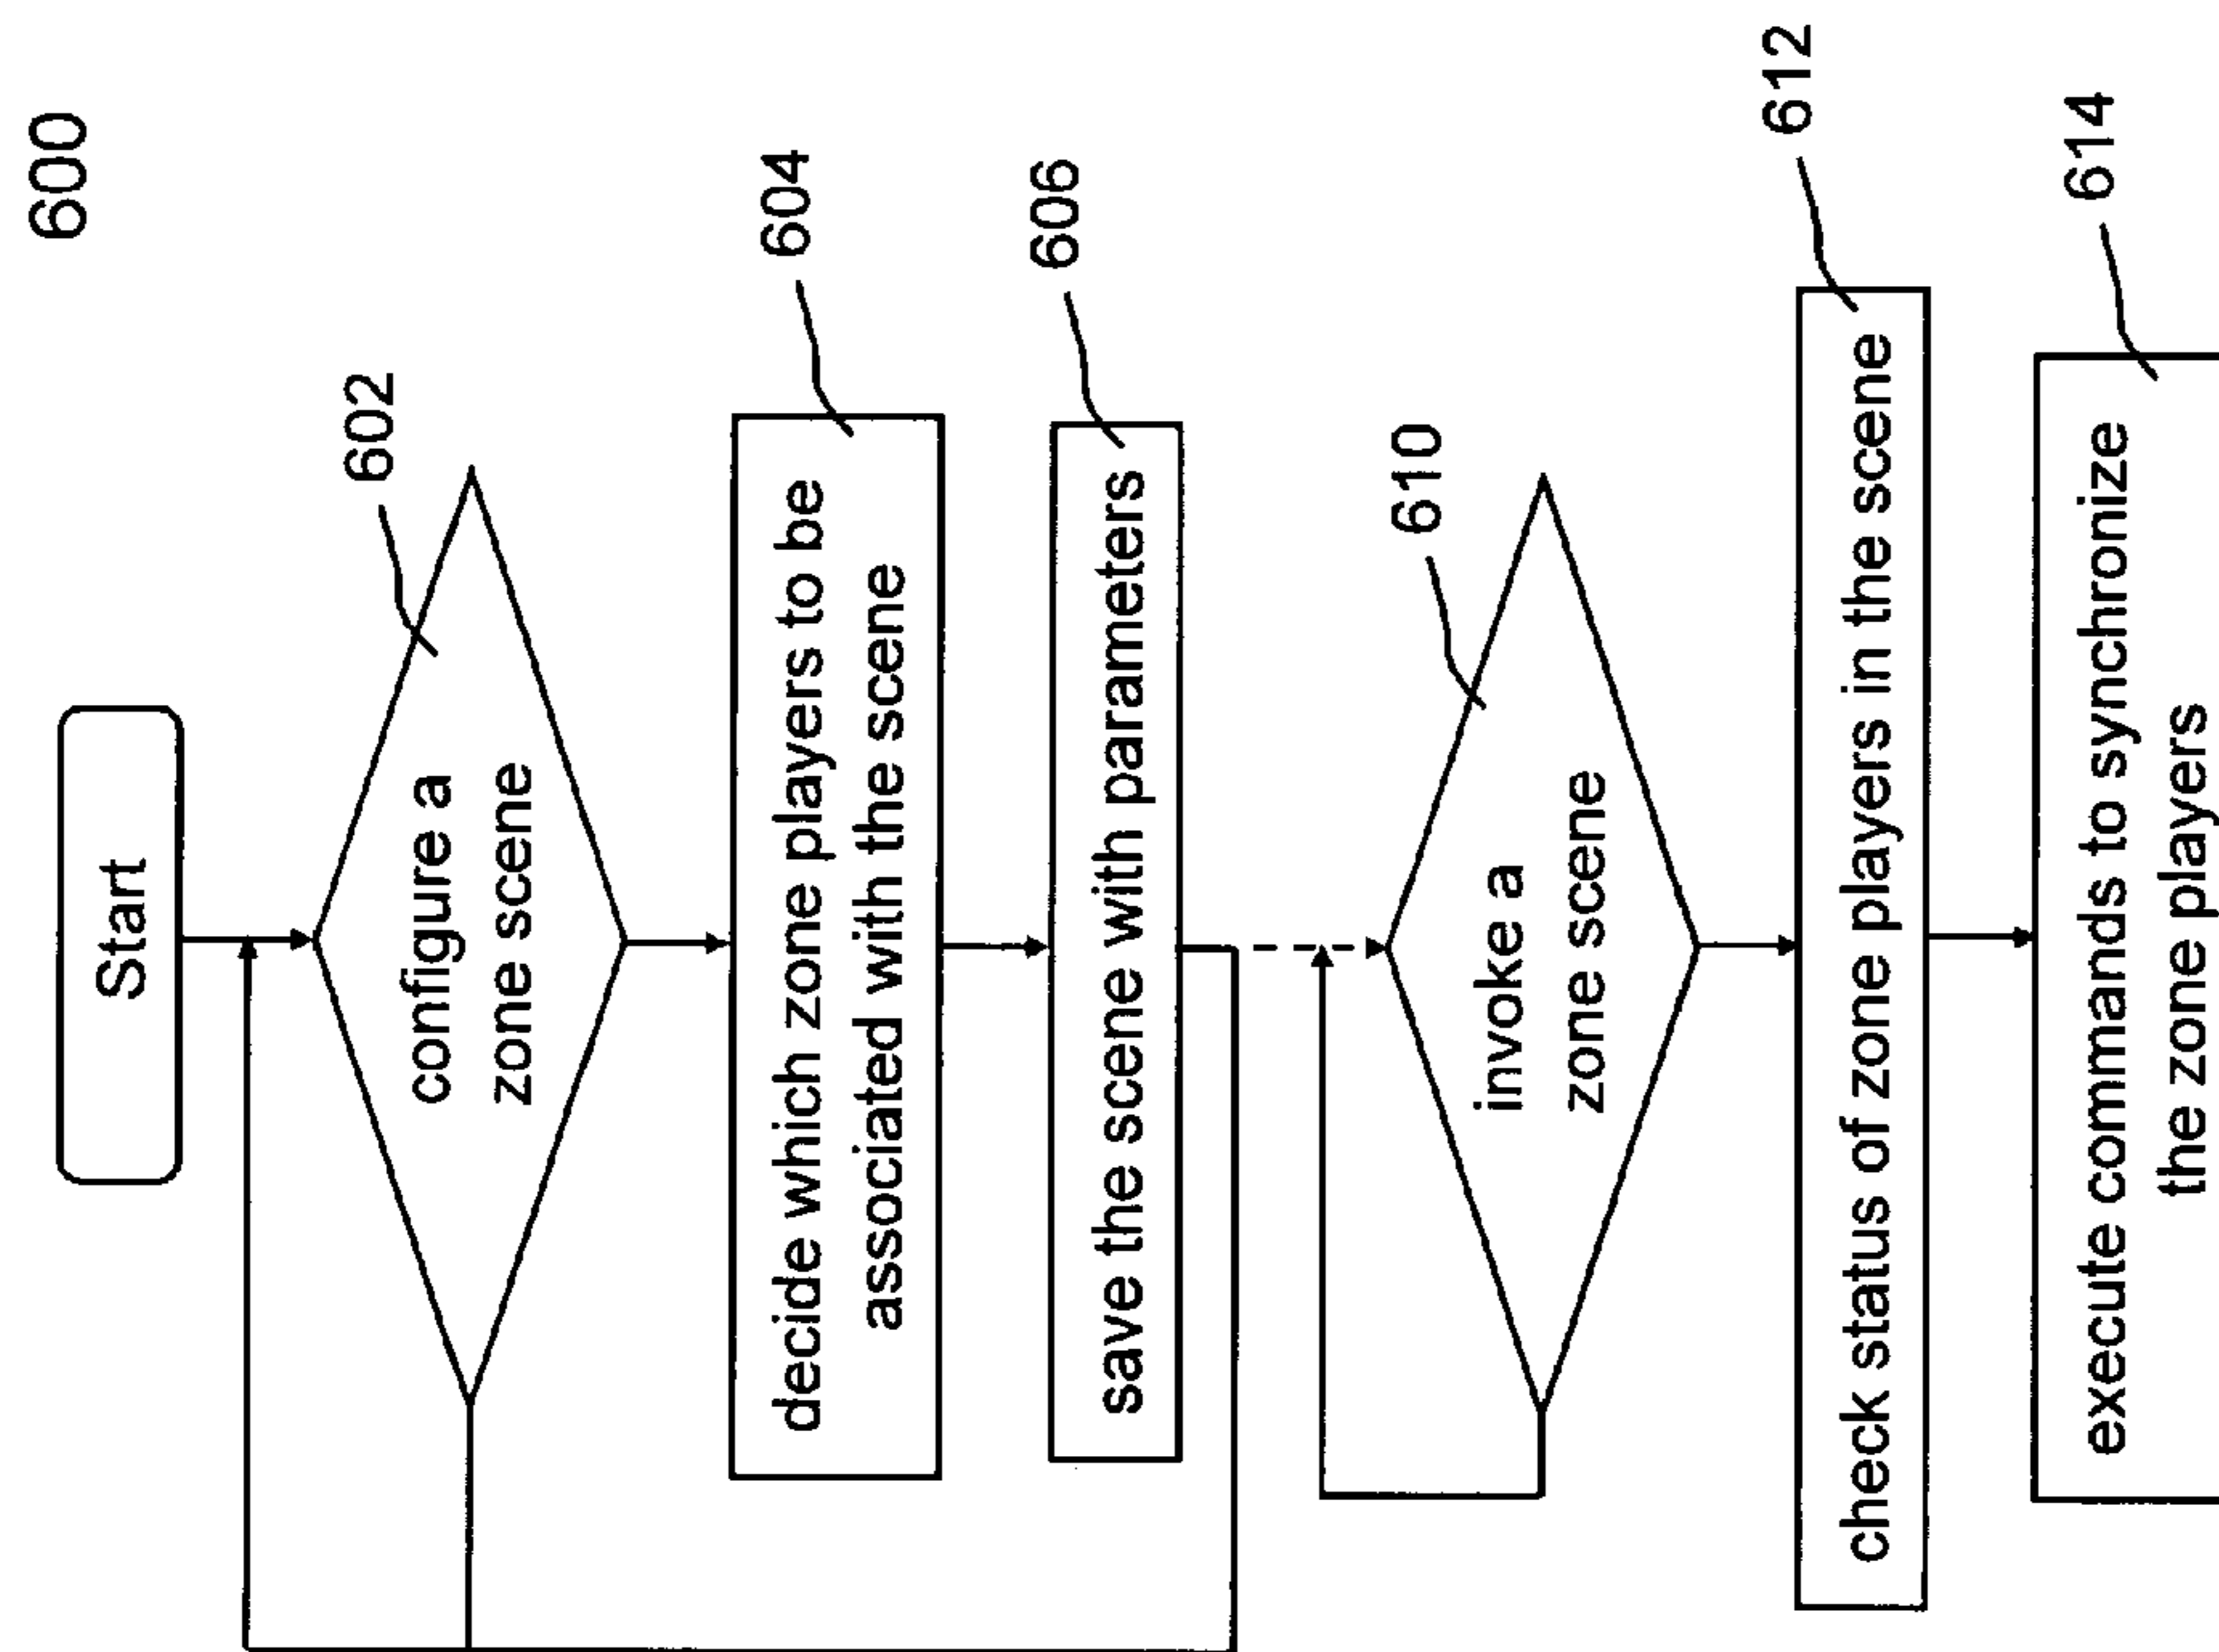 600
Start
602
configure a
zone scene
604
decide which zone players to be
associated with the scene
606
save the scene with parameters
610
invoke a
zone scene
612
check status of zone players in the scene
614
execute commands to synchronize
the zone players